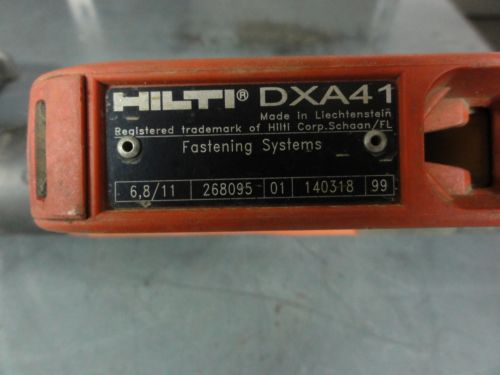 HILTI® DXA41
Made in Liechtenstein
Registered trademark of Hilti Corp.Schaan/FL
Fastening Systems
6,8/11 268095 01 140318 99